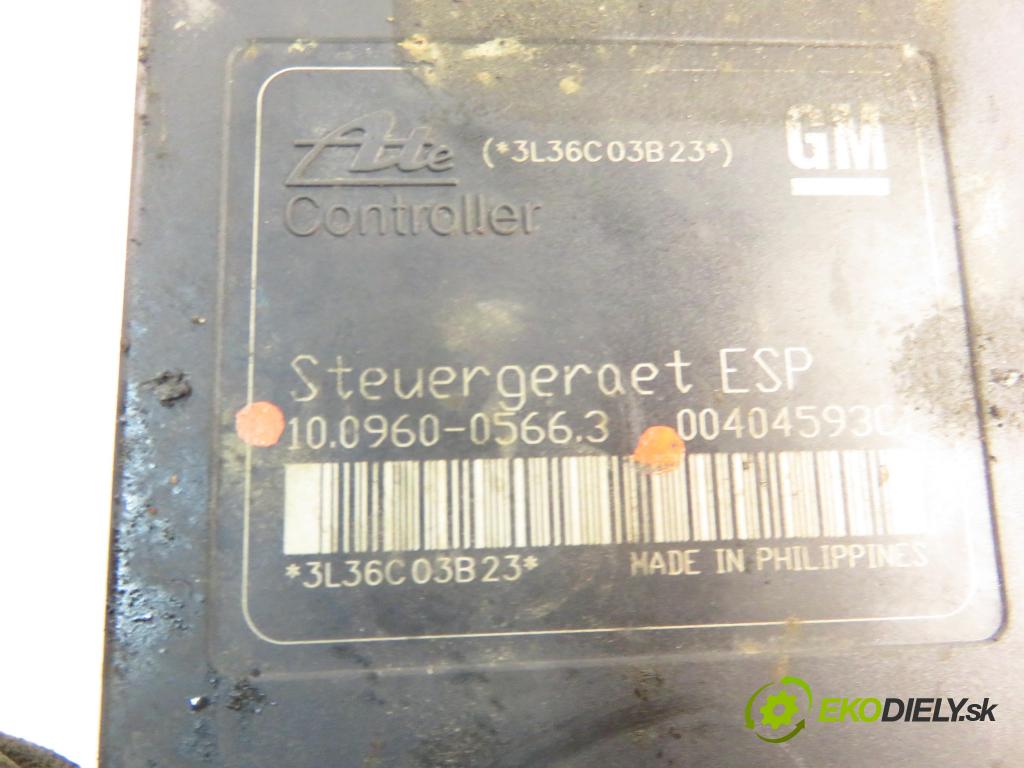 Ate (*3L36C03B23*) GM
Controller
Steuergeraet ESP
10.0960-0566.3
*3L36C03B23* MADE IN PHILIPPINES
EKODIELY.sk